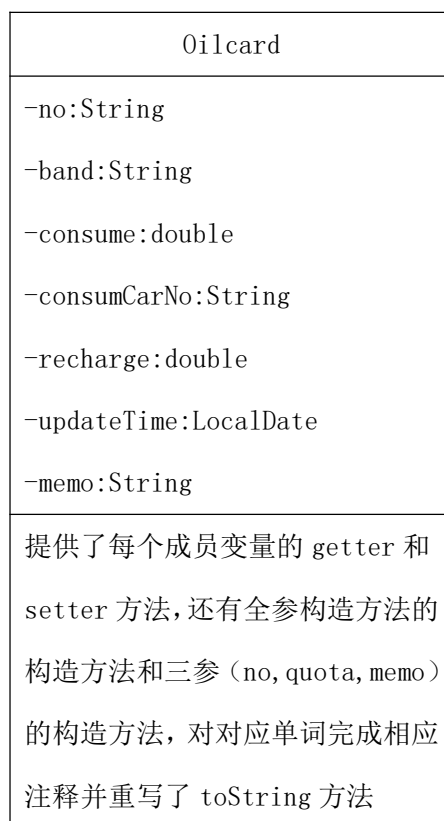 Oilcard
-no:String
-band:String
-consume:double
-consumCarNo:String
-recharge:double
-updateTime:LocalDate
-memo:String
提供了每个成员变量的 getter 和
setter 方法,还有全参构造方法的
构造方法和三参（no,quota,memo）
的构造方法，对对应单词完成相应
注释并重写了 toString 方法